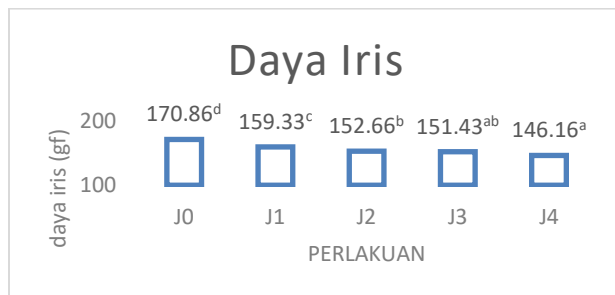 Daya Iris
daya iris (gf)
200
100
170.86ᵈ 159.33ᶜ 152.66ᵇ 151.43ᵃᵇ 146.16ᵃ
J0 J1 J2 J3 J4
PERLAKUAN